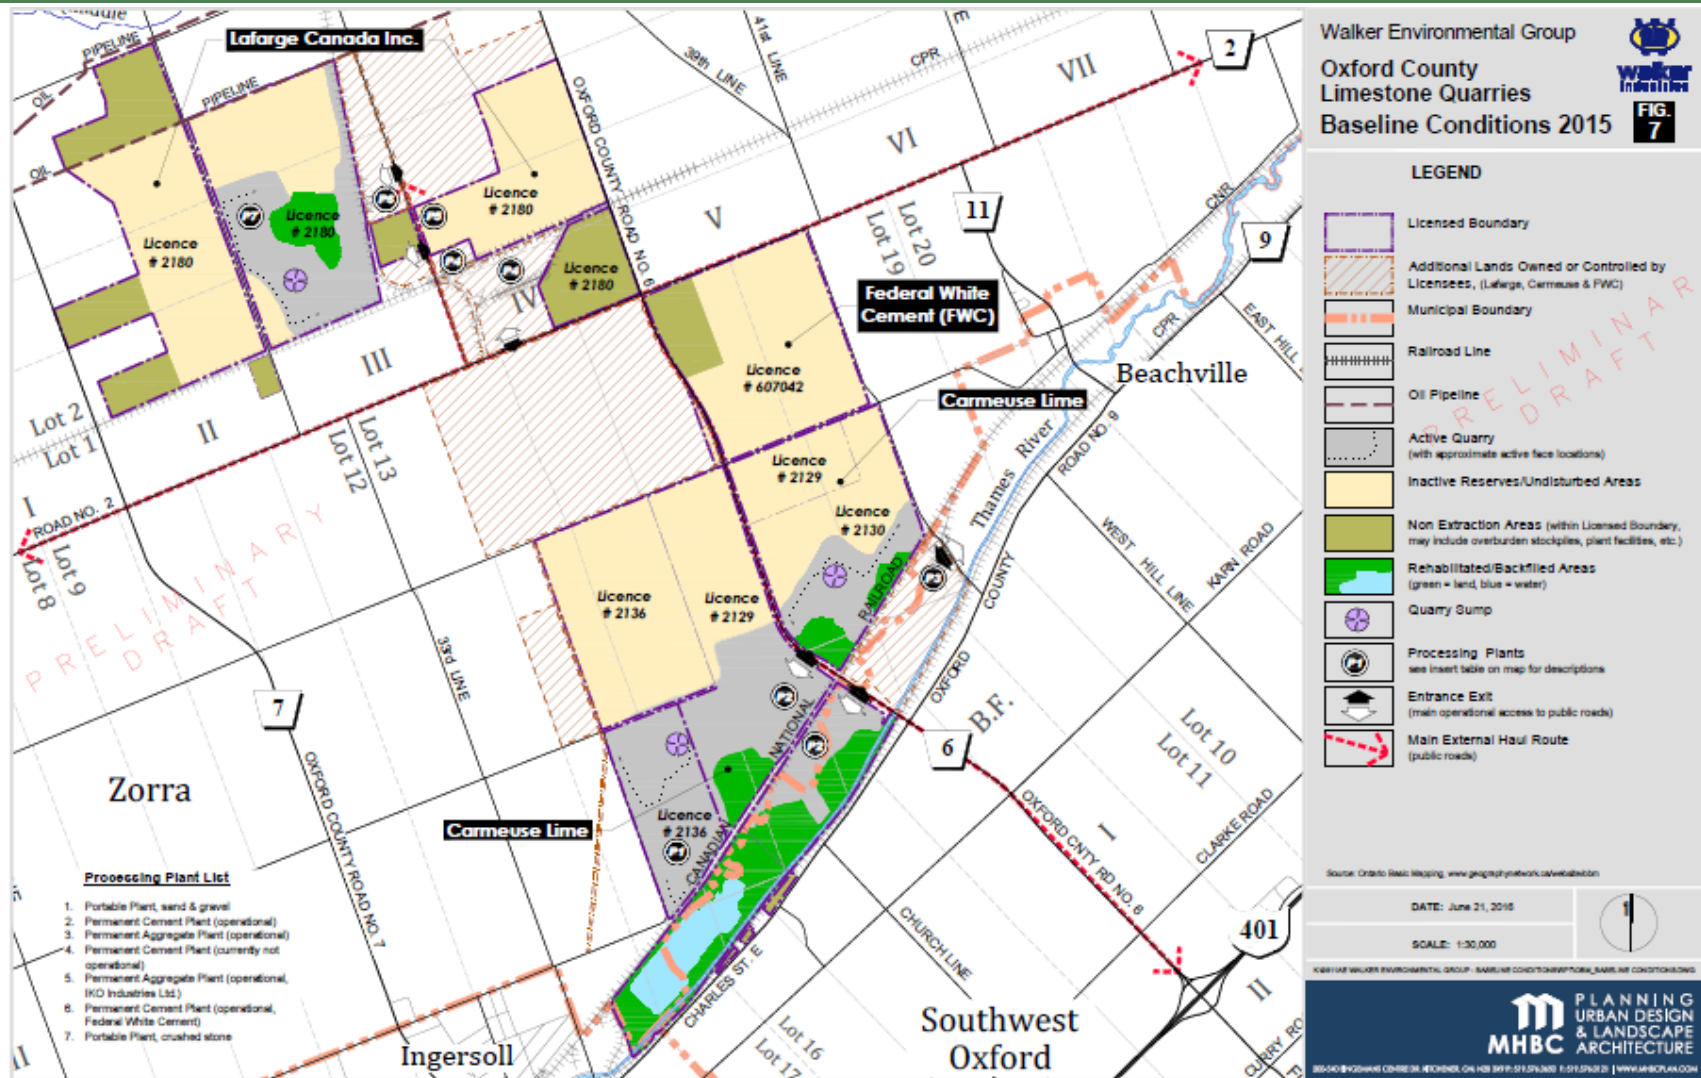 Walker Environmental Group
Oxford County
Limestone Quarries
Baseline Conditions 2015
walker
industries
FIG.
7
LEGEND
Licensed Boundary
Additional Lands Owned or Controlled by
Licensees, (Lafarge, Carmeuse & FWC)
Municipal Boundary
Railroad Line
Oil Pipeline
Active Quarry
(with approximate active face locations)
Inactive Reserves/Undisturbed Areas
Non Extraction Areas (within Licensed Boundary,
may include overburden stockpiles, plant facilities, etc.)
Rehabilitated/Backfilled Areas
(green = land, blue = water)
Quarry Sump
Processing Plants
see insert table on map for descriptions
Entrance Exit
(main operational access to public roads)
Main External Haul Route
(public roads)
PRELIMINARY
DRAFT
DATE: June 21, 2016
SCALE: 1:30,000
MHBC
PLANNING
URBAN DESIGN
& LANDSCAPE
ARCHITECTURE
Lafarge Canada Inc.
PIPELINE
PIPELINE
OIL
OIL
39th LINE
41st LINE
CPR
VII
2
OXFORD COUNTY ROAD NO. 6
VI
V
Licence
# 2180
Licence
# 2180
Licence
# 2180
Licence
# 2180
IV
III
II
I
Lot 2
Lot 1
Lot 12
Lot 13
Lot 19
Lot 20
11
9
CNR
CPR
EAST HILL
Federal White
Cement (FWC)
Licence
# 607042
Carmeuse Lime
Beachville
Thames River
ROAD NO. 9
COUNTY
OXFORD
Licence
# 2129
Licence
# 2130
Licence
# 2136
Licence
# 2129
RAILROAD
NATIONAL
CANADIAN
ROAD NO. 2
Lot 9
Lot 8
PRELIMINARY
DRAFT
33rd LINE
7
OXFORD COUNTY ROAD NO. 7
Zorra
WEST HILL LINE
KARN ROAD
B.F.
6
Lot 10
Lot 11
I
OXFORD CNTY RD NO. 6
CLARKE ROAD
Carmeuse Lime
Licence
# 2136
CHURCH LINE
CHARLES ST. E
401
II
CURRY RO
Lot 16
Lot 17
Southwest
Oxford
Ingersoll
Processing Plant List
1. Portable Plant, sand & gravel
2. Permanent Cement Plant (operational)
3. Permanent Aggregate Plant (operational)
4. Permanent Cement Plant (currently not
operational)
5. Permanent Aggregate Plant (operational,
IKO Industries Ltd.)
6. Permanent Cement Plant (operational,
Federal White Cement)
7. Portable Plant, crushed stone